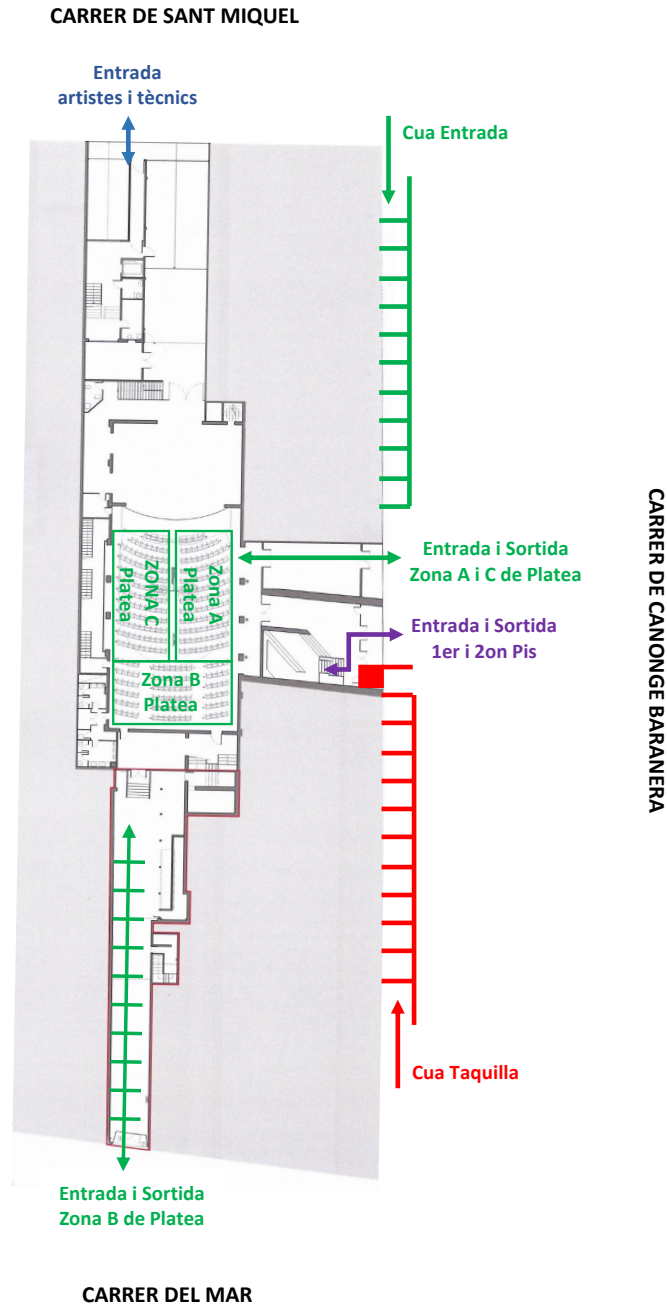 CARRER DE SANT MIQUEL
Entrada
artistes i tècnics
Cua Entrada
Entrada i Sortida
Zona A i C de Platea
Zona A
Platea
ZONA C
Platea
Entrada i Sortida
1er i 2on Pis
Zona B
Platea
CARRER DE CANONGE BARANERA
Cua Taquilla
Entrada i Sortida
Zona B de Platea
CARRER DEL MAR